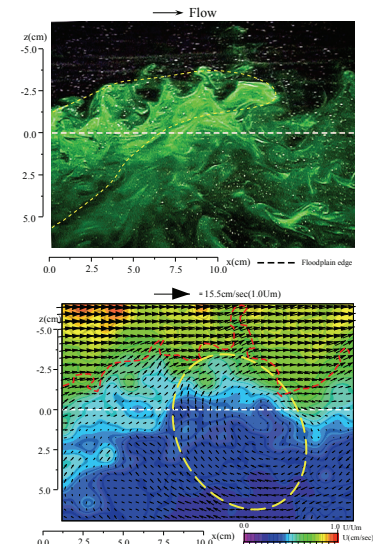 Flow
z(cm)
-5.0
-2.5
0.0
2.5
5.0
x(cm)
0.0 2.5 5.0 7.5 10.0
Floodplain edge
=15.5cm/sec(1.0Um)
z(cm)
-5.0
0.0
2.5
5.0
x(cm)
0.0 2.5 5.0 7.5 10.0
0.0 1.0 U/Um
U(cm/sec)